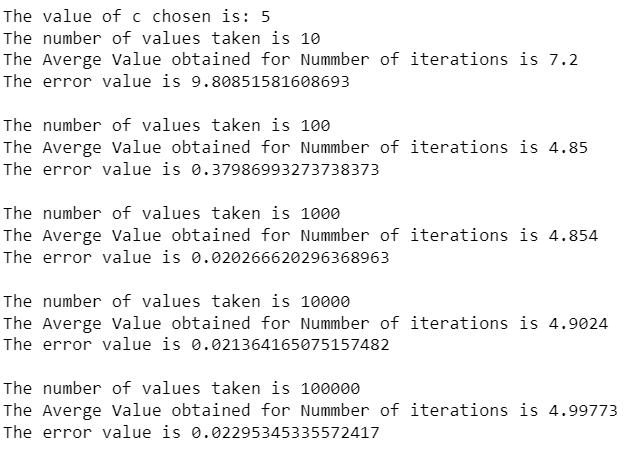 The value of c chosen is: 5
The number of values taken is 10
The Averge Value obtained for Nummber of iterations is 7.2
The error value is 9.80851581608693
The number of values taken is 100
The Averge Value obtained for Nummber of iterations is 4.85
The error value is 0.37986993273738373
The number of values taken is 1000
The Averge Value obtained for Nummber of iterations is 4.854
The error value is 0.020266620296368963
The number of values taken is 10000
The Averge Value obtained for Nummber of iterations is 4.9024
The error value is 0.021364165075157482
The number of values taken is 100000
The Averge Value obtained for Nummber of iterations is 4.99773
The error value is 0.02295345335572417